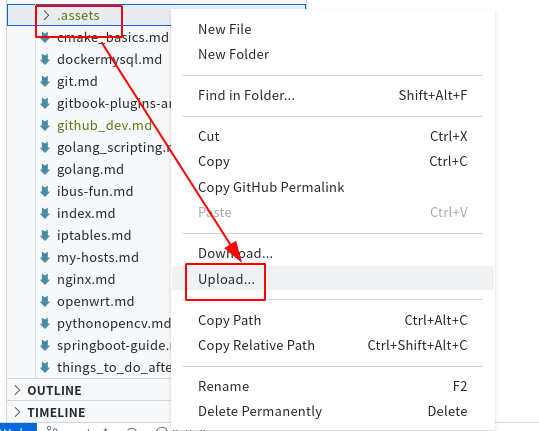 .assets
cmake_basics.md
dockermysql.md
git.md
gitbook-plugins-a
github_dev.md
golang_scripting.
golang.md
ibus-fun.md
index.md
iptables.md
my-hosts.md
nginx.md
openwrt.md
pythonopencv.md
springboot-guide.
things_to_do_afte
OUTLINE
TIMELINE
New File
New Folder
Find in Folder... Shift+Alt+F
Cut Ctrl+X
Copy Ctrl+C
Copy GitHub Permalink
Paste Ctrl+V
Download...
Upload...
Copy Path Ctrl+Alt+C
Copy Relative Path Ctrl+Shift+Alt+C
Rename F2
Delete Permanently Delete